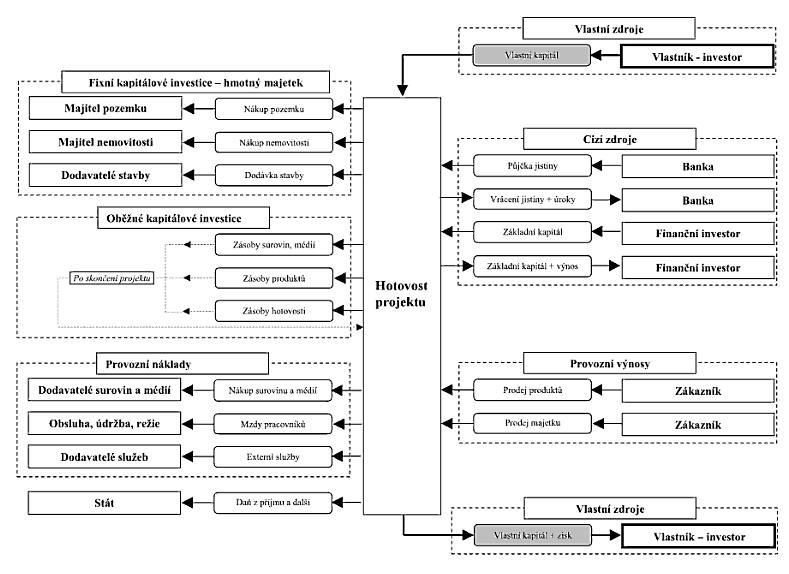 Vlastní zdroje
Vlastní kapitál
Vlastník - investor
Fixní kapitálové investice – hmotný majetek
Majitel pozemku
Nákup pozemku
Majitel nemovitosti
Nákup nemovitosti
Dodavatelé stavby
Dodávka stavby
Oběžné kapitálové investice
Zásoby surovin, médií
Po skončení projektu
Zásoby produktů
Zásoby hotovosti
Provozní náklady
Dodavatelé surovin a médií
Nákup surovinu a médií
Obsluha, údržba, režie
Mzdy pracovníků
Dodavatelé služeb
Externí služby
Stát
Daň z příjmu a další
Hotovost
projektu
Cizí zdroje
Půjčka jistiny
Banka
Vrácení jistiny + úroky
Banka
Základní kapitál
Finanční investor
Základní kapitál + výnos
Finanční investor
Provozní výnosy
Prodej produktů
Zákazník
Prodej majetku
Zákazník
Vlastní zdroje
Vlastní kapitál + zisk
Vlastník – investor